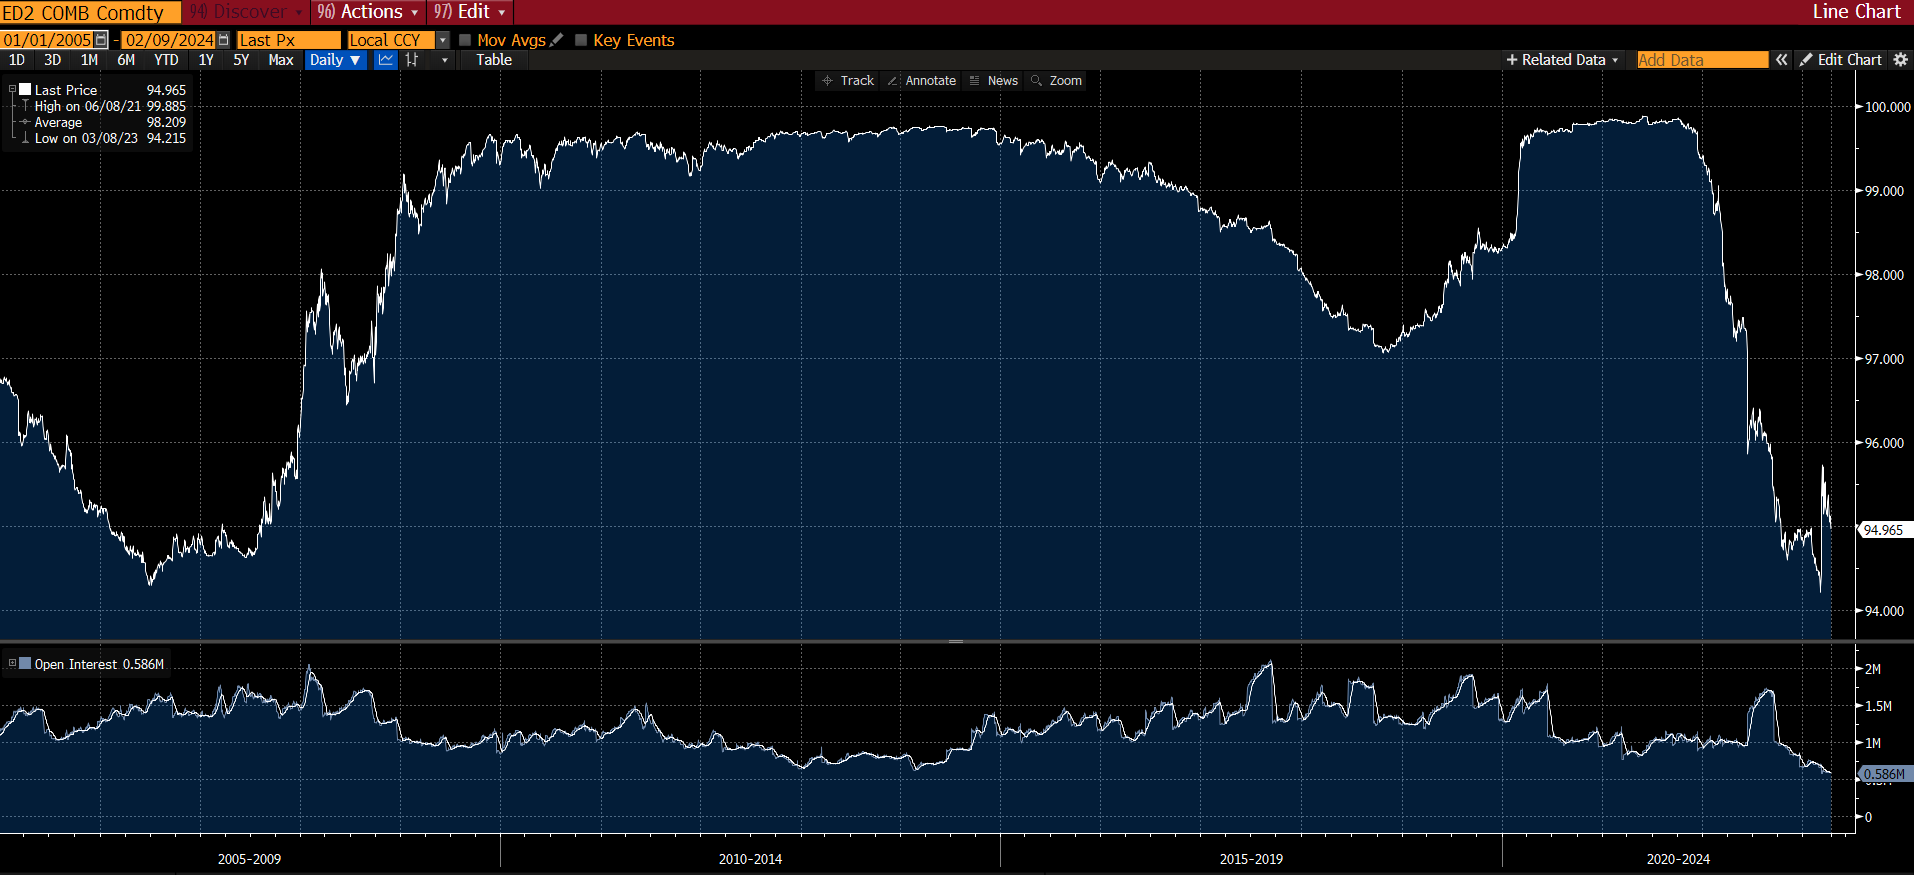 ED2 COMB Comdty 94) Discover 96) Actions 97) Edit Line Chart
01/01/2005 - 02/09/2024 Last Px Local CCY Mov Avgs Key Events
1D 3D 1M 6M YTD 1Y 5Y Max Daily ▼ Table + Related Data Add Data « Edit Chart
Track Annotate News Zoom
Last Price 94.965
High on 06/08/21 99.885
Average 98.209
Low on 03/08/23 94.215
100.000
99.000
98.000
97.000
96.000
94.965
94.000
Open Interest 0.586M
2M
1.5M
1M
0.586M
0
2005-2009 2010-2014 2015-2019 2020-2024